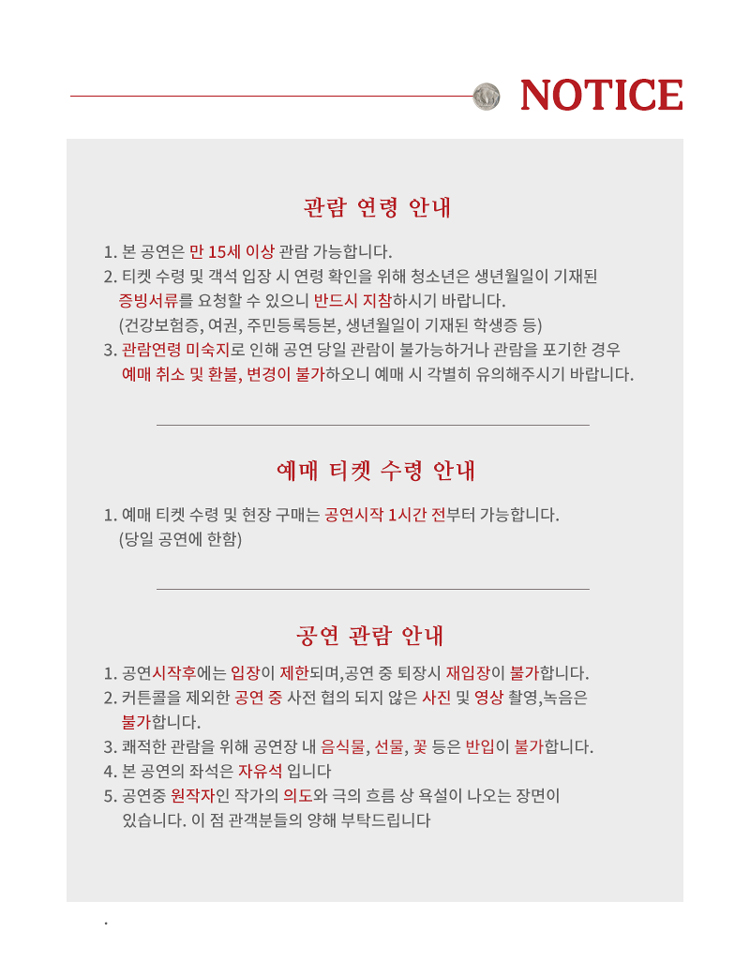 NOTICE
관람 연령 안내
1. 본 공연은 만 15세 이상 관람 가능합니다.
2. 티켓 수령 및 객석 입장 시 연령 확인을 위해 청소년은 생년월일이 기재된
증빙서류를 요청할 수 있으니 반드시 지참하시기 바랍니다.
(건강보험증, 여권, 주민등록등본, 생년월일이 기재된 학생증 등)
3. 관람연령 미숙지로 인해 공연 당일 관람이 불가능하거나 관람을 포기한 경우
예매 취소 및 환불, 변경이 불가하오니 예매 시 각별히 유의해주시기 바랍니다.
예매 티켓 수령 안내
1. 예매 티켓 수령 및 현장 구매는 공연시작 1시간 전부터 가능합니다.
(당일 공연에 한함)
공연 관람 안내
1. 공연시작후에는 입장이 제한되며,공연 중 퇴장시 재입장이 불가합니다.
2. 커튼콜을 제외한 공연 중 사전 협의 되지 않은 사진 및 영상 촬영,녹음은
불가합니다.
3. 쾌적한 관람을 위해 공연장 내 음식물, 선물, 꽃 등은 반입이 불가합니다.
4. 본 공연의 좌석은 자유석 입니다
5. 공연중 원작자인 작가의 의도와 극의 흐름 상 욕설이 나오는 장면이
있습니다. 이 점 관객분들의 양해 부탁드립니다
.